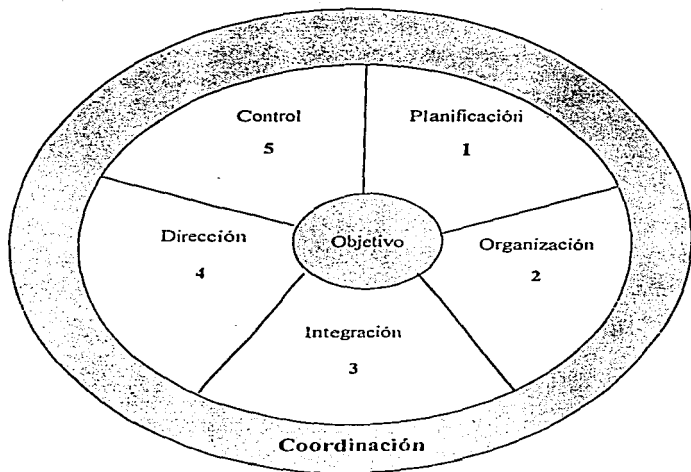 Control
5
Planificación
1
Dirección
4
Objetivo
Organización
2
Integración
3
Coordinación